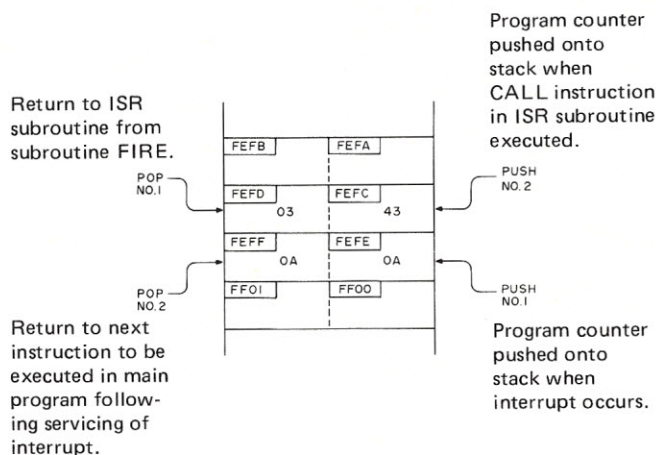 Program counter
pushed onto
stack when
CALL instruction
in ISR subroutine
executed.
Return to ISR
subroutine from
subroutine FIRE.
FEFB FEFA
POP
NO.1
PUSH
NO.2
FEFD FEFC
03 43
FEFF FEFE
0A 0A
POP
NO.2
PUSH
NO.1
FF01 FF00
Return to next
instruction to be
executed in main
program follow-
ing servicing of
interrupt.
Program counter
pushed onto
stack when
interrupt occurs.